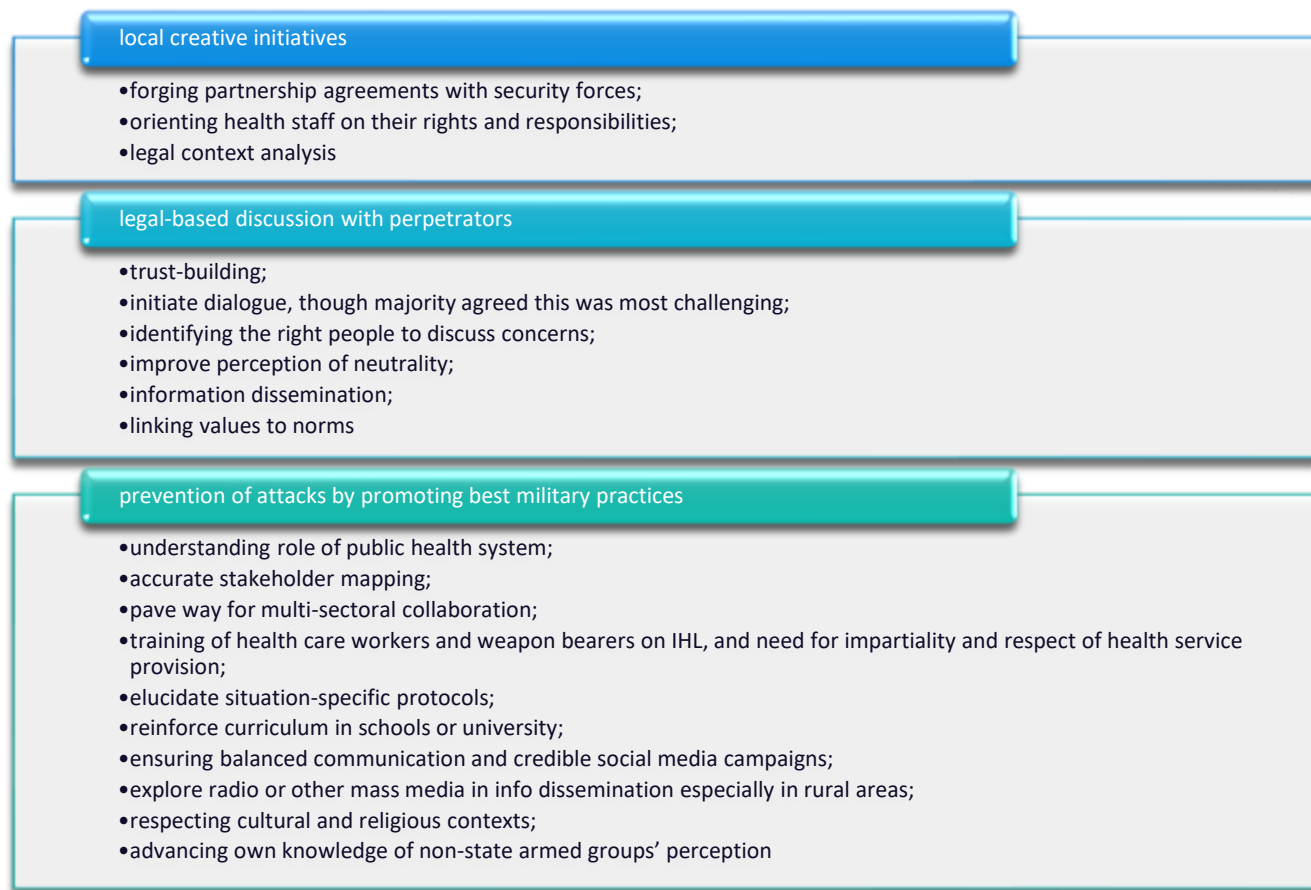 local creative initiatives
•forging partnership agreements with security forces;
•orienting health staff on their rights and responsibilities;
•legal context analysis
legal-based discussion with perpetrators
•trust-building;
•initiate dialogue, though majority agreed this was most challenging;
•identifying the right people to discuss concerns;
•improve perception of neutrality;
•information dissemination;
•linking values to norms
prevention of attacks by promoting best military practices
•understanding role of public health system;
•accurate stakeholder mapping;
•pave way for multi-sectoral collaboration;
•training of health care workers and weapon bearers on IHL, and need for impartiality and respect of health service
provision;
•elucidate situation-specific protocols;
•reinforce curriculum in schools or university;
•ensuring balanced communication and credible social media campaigns;
•explore radio or other mass media in info dissemination especially in rural areas;
•respecting cultural and religious contexts;
•advancing own knowledge of non-state armed groups’ perception